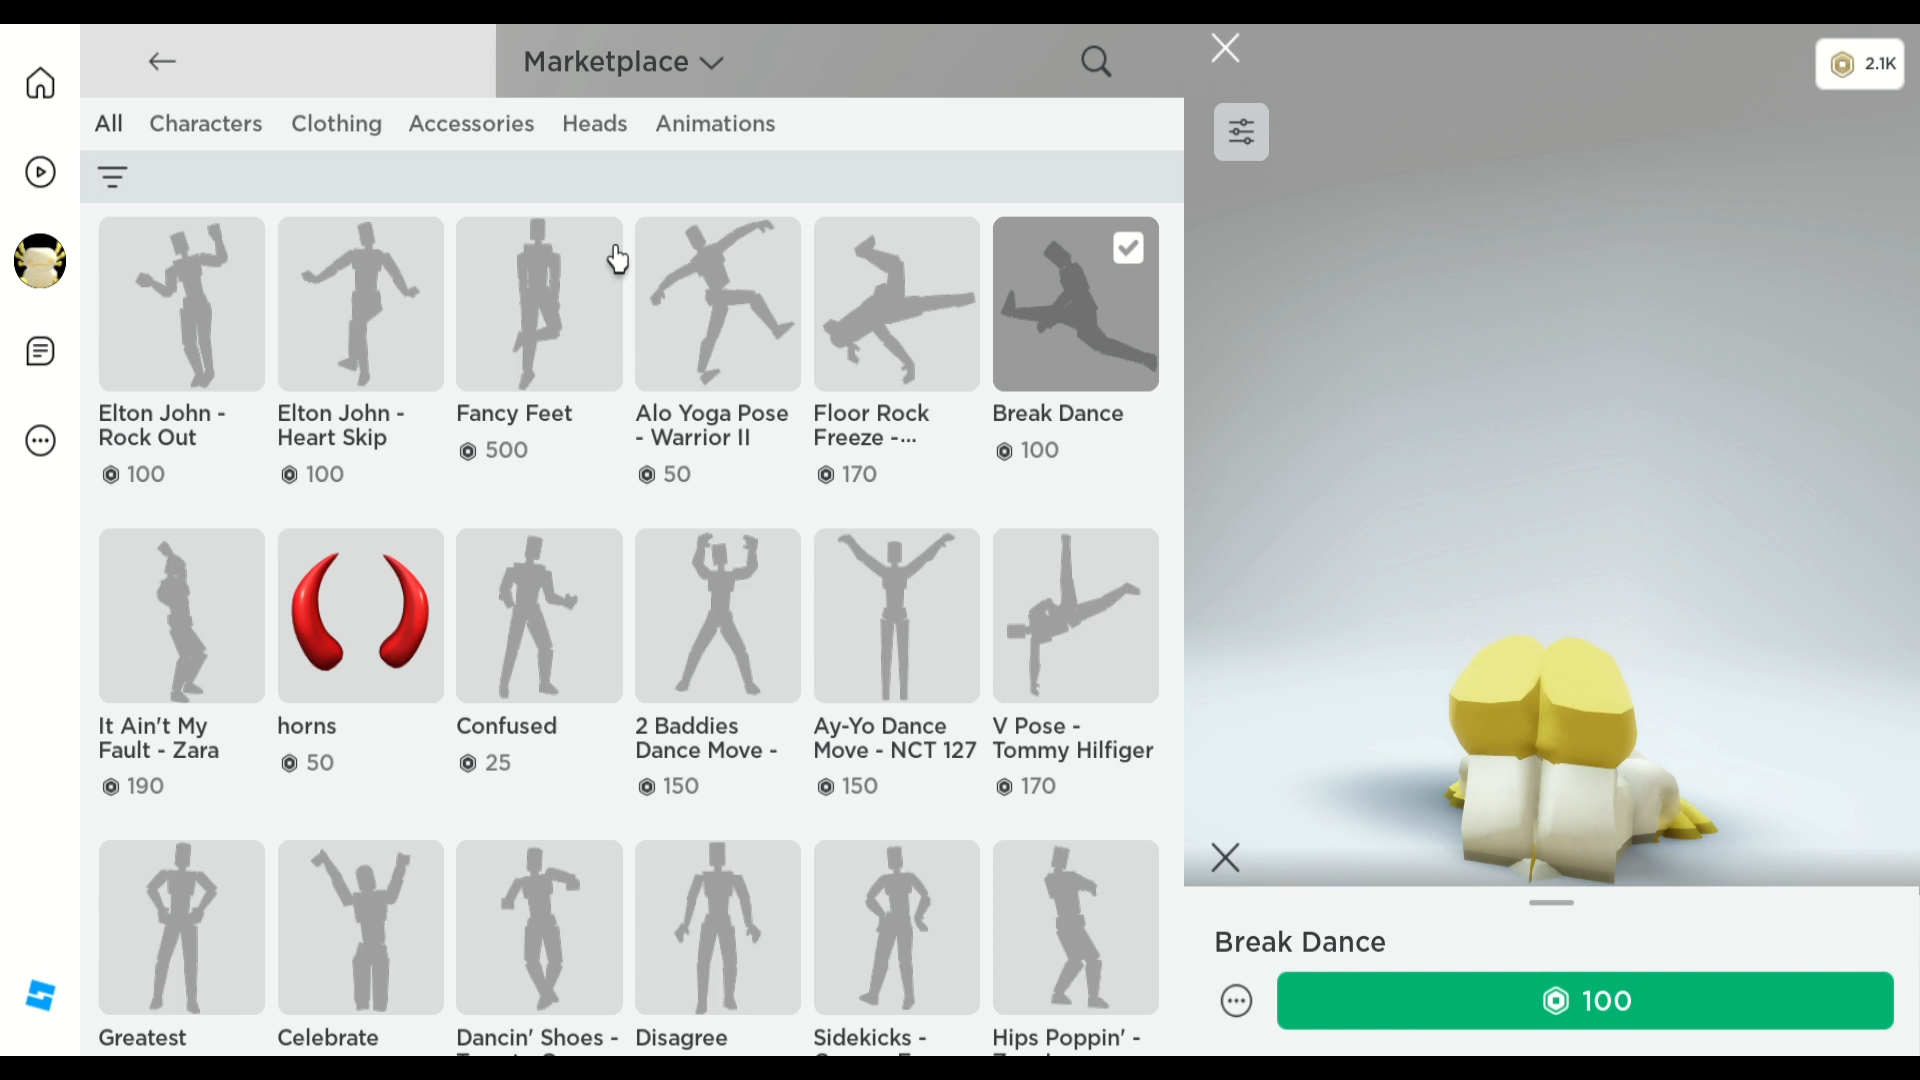 Marketplace
2.1K
All Characters Clothing Accessories Heads Animations
Elton John -
Rock Out
100
Elton John -
Heart Skip
100
Fancy Feet
500
Alo Yoga Pose
- Warrior II
50
Floor Rock
Freeze -...
170
Break Dance
100
It Ain't My
Fault - Zara
190
horns
50
Confused
25
2 Baddies
Dance Move -
150
Ay-Yo Dance
Move - NCT 127
150
V Pose -
Tommy Hilfiger
170
Greatest
Celebrate
Dancin' Shoes -
Disagree
Sidekicks -
Hips Poppin' -
Break Dance
100